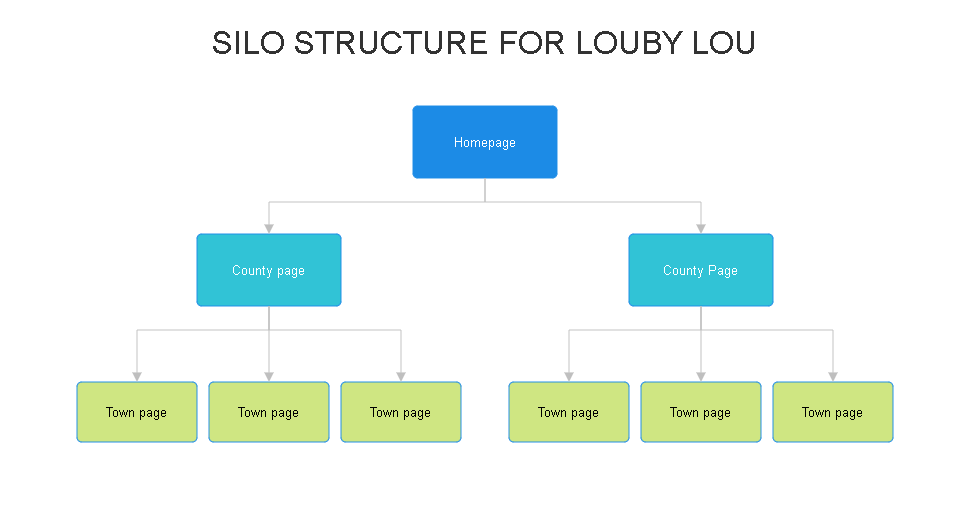 SILO STRUCTURE FOR LOUBY LOU
Homepage
County page
County Page
Town page
Town page
Town page
Town page
Town page
Town page